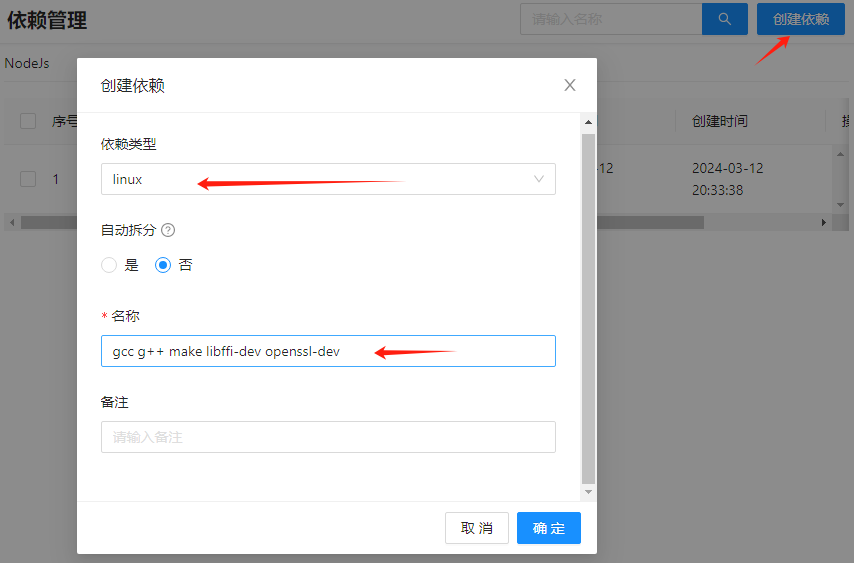 依赖管理
请输入名称
创建依赖
NodeJs
创建依赖
序号
创建时间
依赖类型
linux
1
-12
2024-03-12
20:33:38
自动拆分
是
否
* 名称
gcc g++ make libffi-dev openssl-dev
备注
请输入备注
取 消
确 定